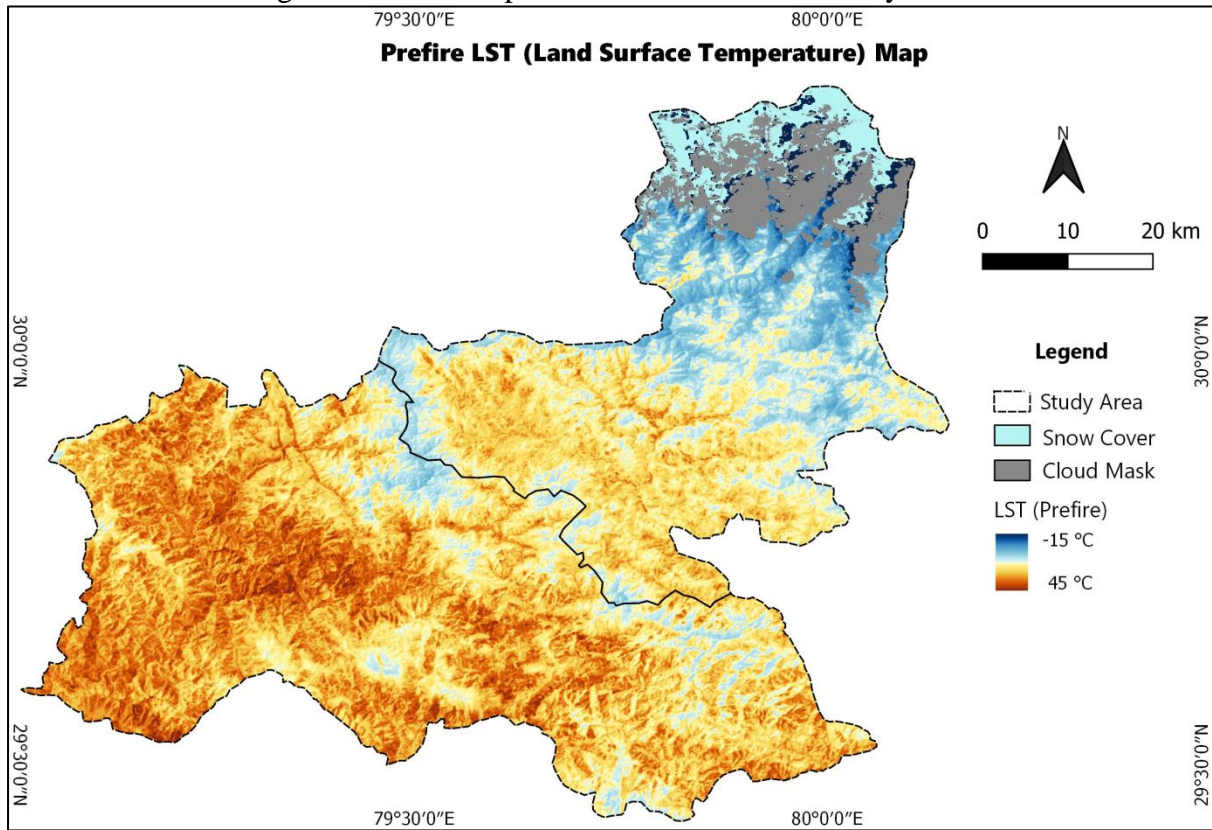 79°30′0″E 80°0′0″E
Prefire LST (Land Surface Temperature) Map
N
0 10 20 km
30°0′0″N 30°0′0″N
Legend
Study Area
Snow Cover
Cloud Mask
LST (Prefire)
-15 °C
45 °C
29°30′0″N 29°30′0″N
79°30′0″E 80°0′0″E